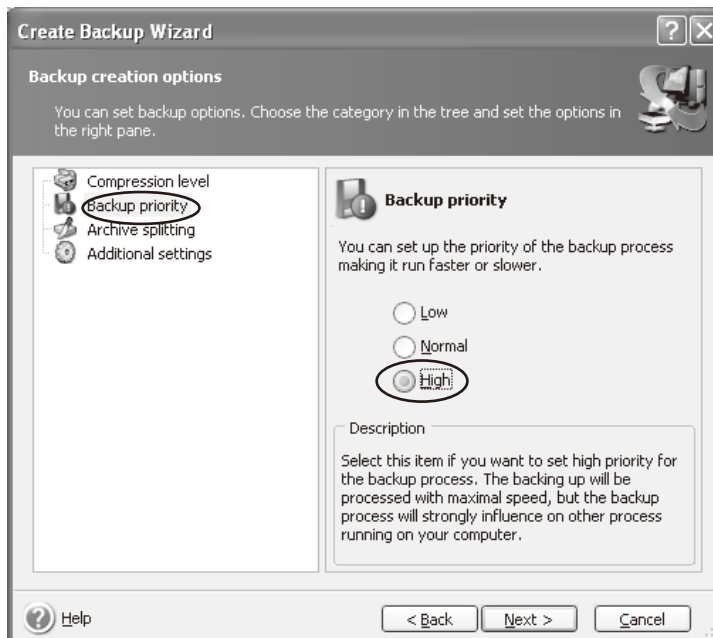 Create Backup Wizard
Backup creation options
You can set backup options. Choose the category in the tree and set the options in
the right pane.
Compression level
Backup priority
Archive splitting
Additional settings
Backup priority
You can set up the priority of the backup process
making it run faster or slower.
Low
Normal
High
Description
Select this item if you want to set high priority for
the backup process. The backing up will be
processed with maximal speed, but the backup
process will strongly influence on other process
running on your computer.
Help
< Back
Next >
Cancel